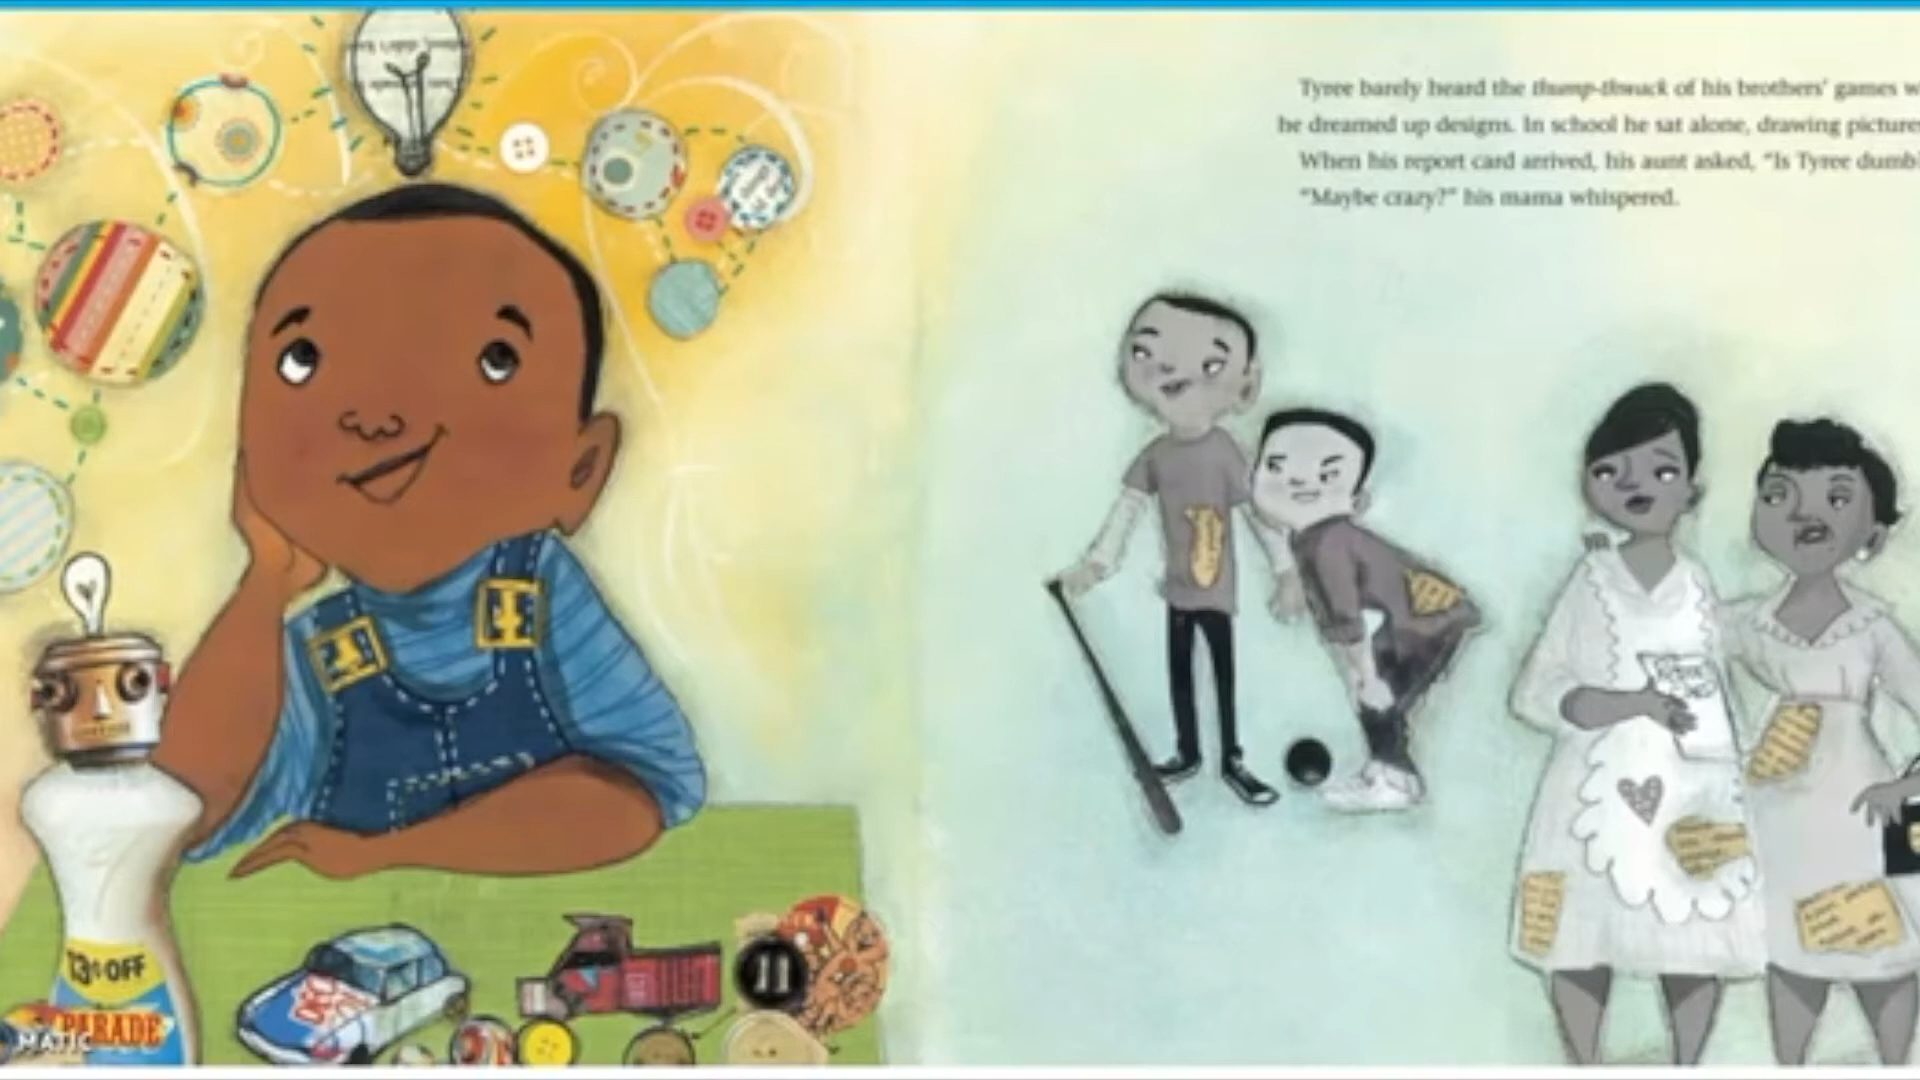 Tyree barely heard the thump-thwack of his brothers' games w
he dreamed up designs. In school he sat alone, drawing picture
When his report card arrived, his aunt asked, "Is Tyree dumb
"Maybe crazy?" his mama whispered.
13¢ OFF
PARADE
MATIC
11